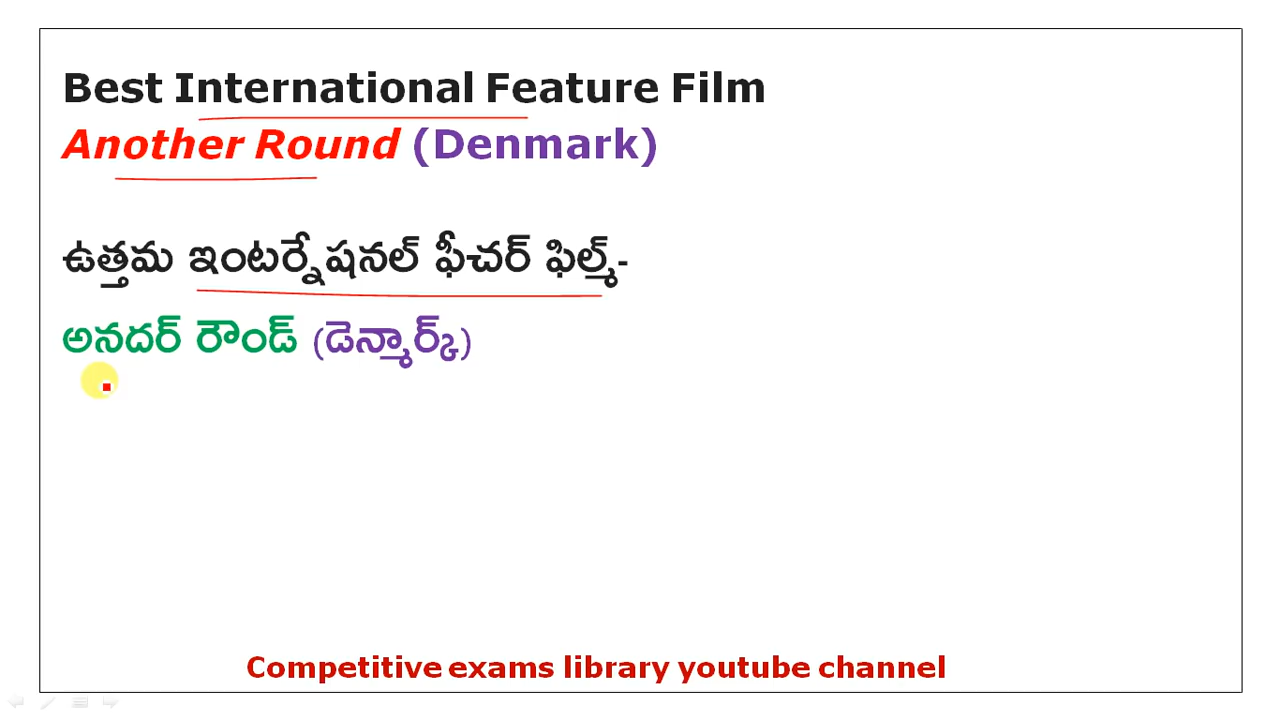 Best International Feature Film
Another Round (Denmark)
ఉత్తమ ఇంటర్నేషనల్ ఫీచర్ ఫిల్మ్-
అనదర్ రౌండ్ (డెన్మార్క్)
Competitive exams library youtube channel